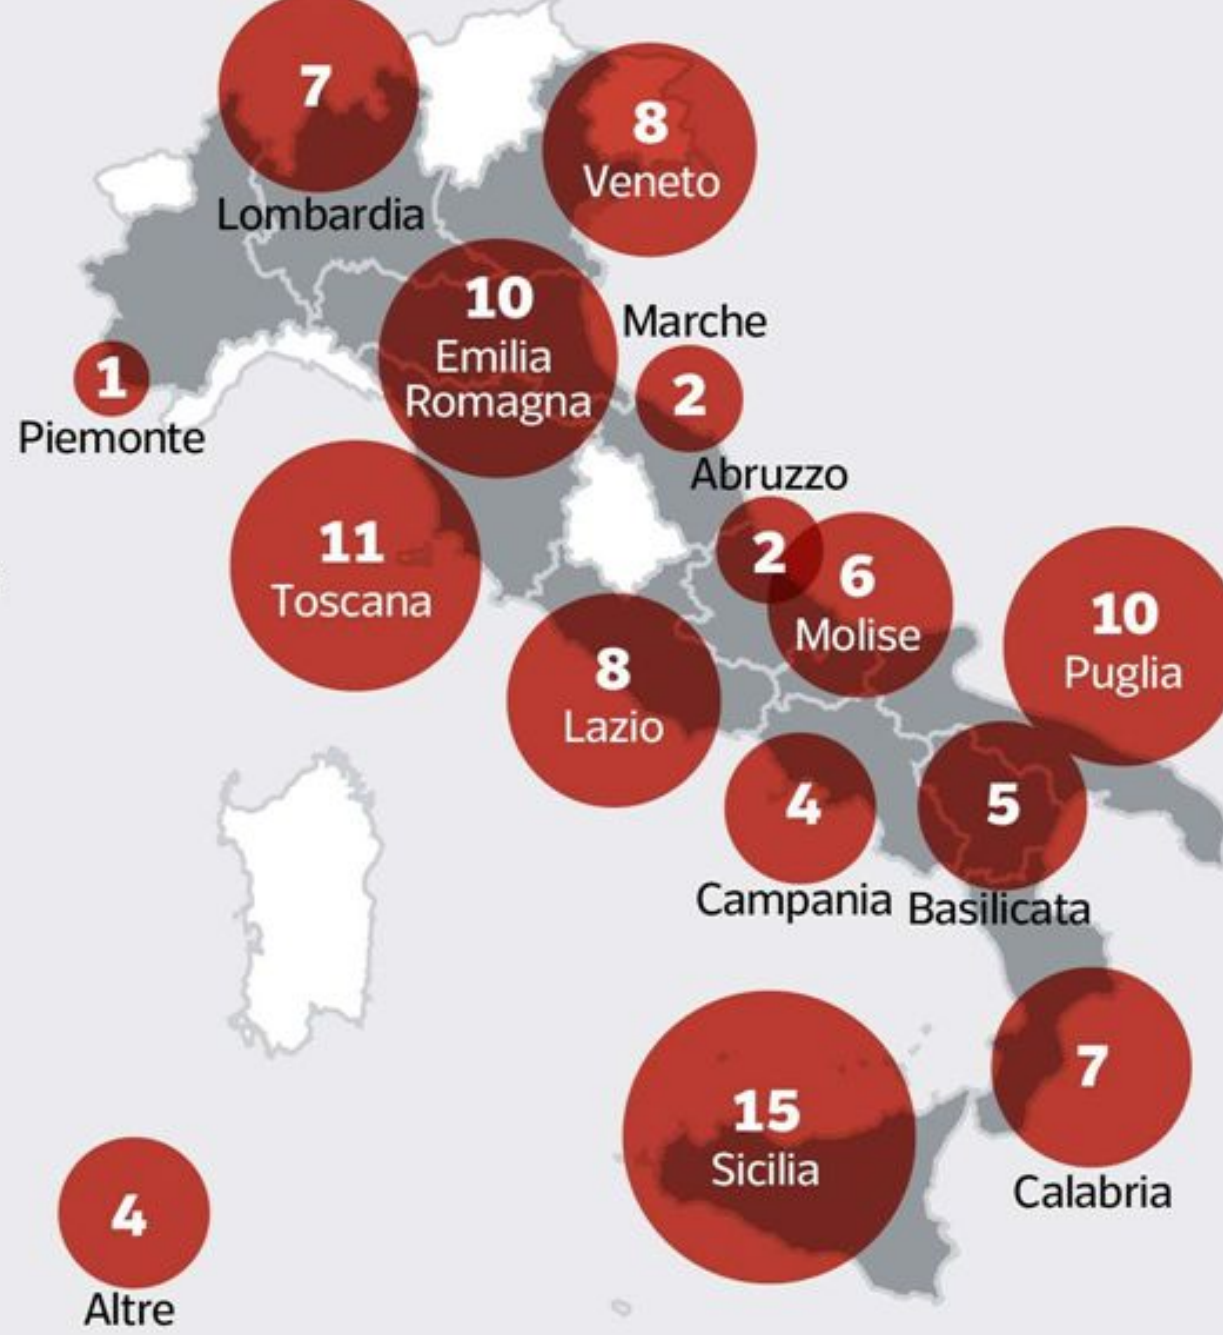 7
Lombardia
8
Veneto
10
Emilia
Romagna
Marche
2
1
Piemonte
Abruzzo
2
11
Toscana
6
Molise
10
Puglia
8
Lazio
4
Campania
5
Basilicata
15
Sicilia
7
Calabria
4
Altre